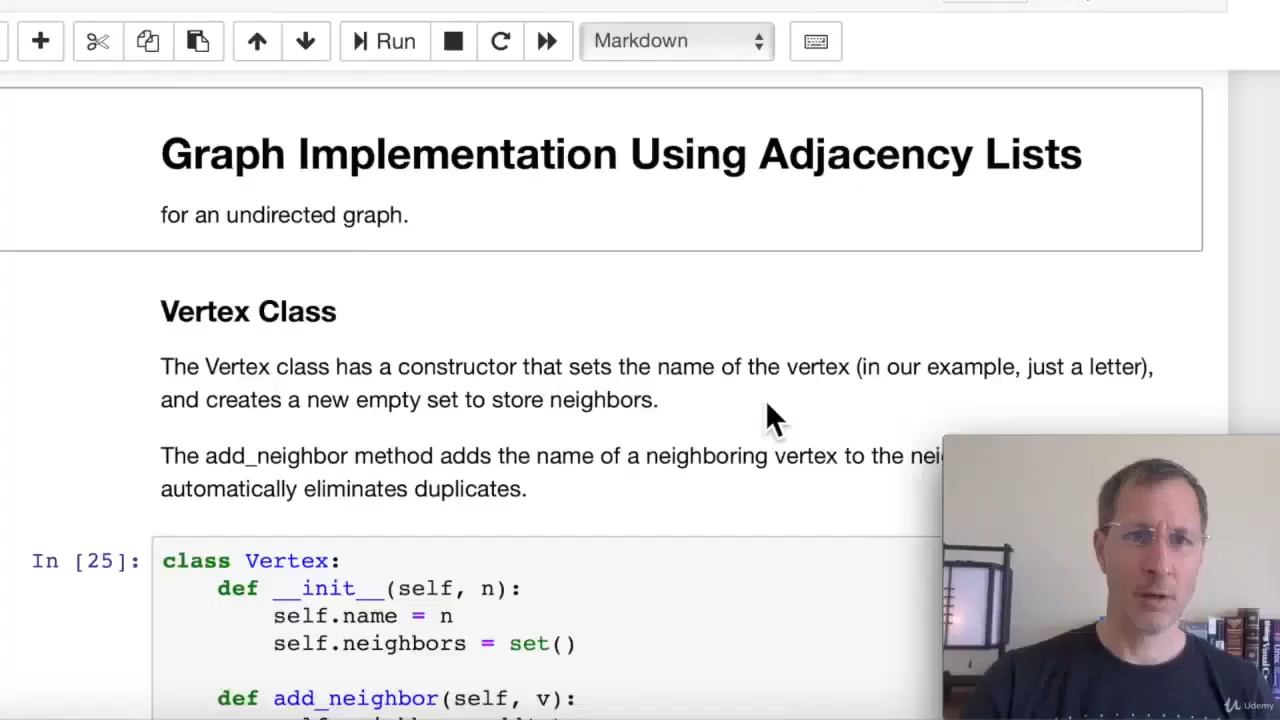 Run
Markdown
Graph Implementation Using Adjacency Lists
for an undirected graph.
Vertex Class
The Vertex class has a constructor that sets the name of the vertex (in our example, just a letter),
and creates a new empty set to store neighbors.
The add_neighbor method adds the name of a neighboring vertex to the
automatically eliminates duplicates.
In [25]: class Vertex:
def __init__(self, n):
self.name = n
self.neighbors = set()
def add_neighbor(self, v):
Udemy